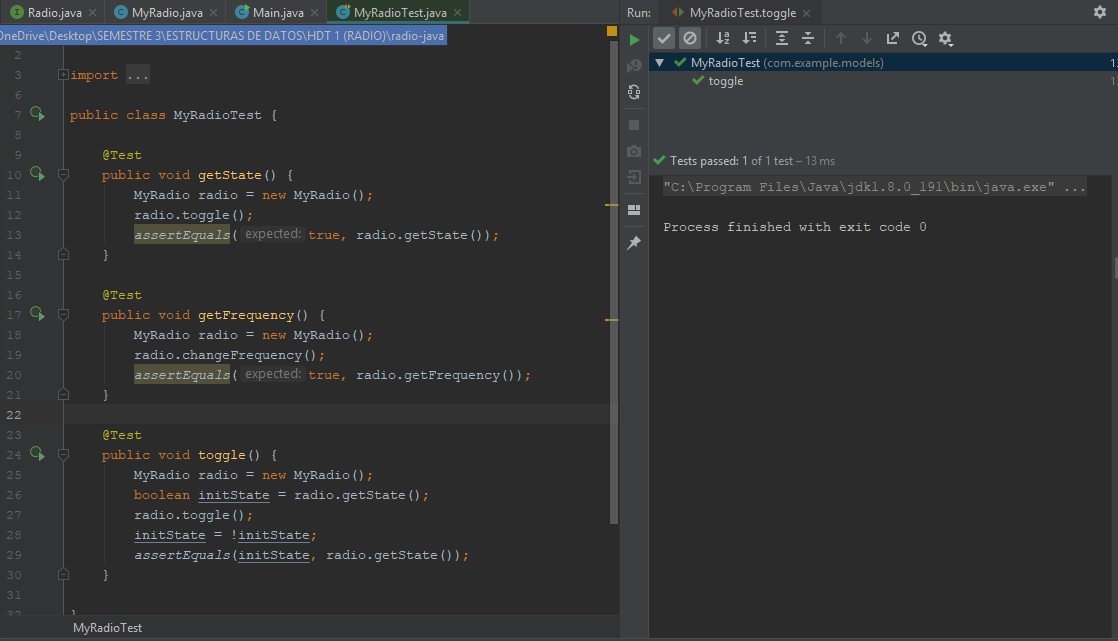 Radio.java MyRadio.java Main.java MyRadioTest.java
OneDrive\Desktop\SEMESTRE 3\ESTRUCTURAS DE DATOS\HDT 1 (RADIO)\radio-java
2
3 import ...
6
7 public class MyRadioTest {
8
9 @Test
10 public void getState() {
11 MyRadio radio = new MyRadio();
12 radio.toggle();
13 assertEquals( expected: true, radio.getState());
14 }
15
16 @Test
17 public void getFrequency() {
18 MyRadio radio = new MyRadio();
19 radio.changeFrequency();
20 assertEquals( expected: true, radio.getFrequency());
21 }
22
23 @Test
24 public void toggle() {
25 MyRadio radio = new MyRadio();
26 boolean initState = radio.getState();
27 radio.toggle();
28 initState = !initState;
29 assertEquals(initState, radio.getState());
30 }
31
32 }
MyRadioTest
Run: MyRadioTest.toggle
MyRadioTest (com.example.models)
toggle
Tests passed: 1 of 1 test – 13 ms
"C:\Program Files\Java\jdk1.8.0_191\bin\java.exe" ...
Process finished with exit code 0